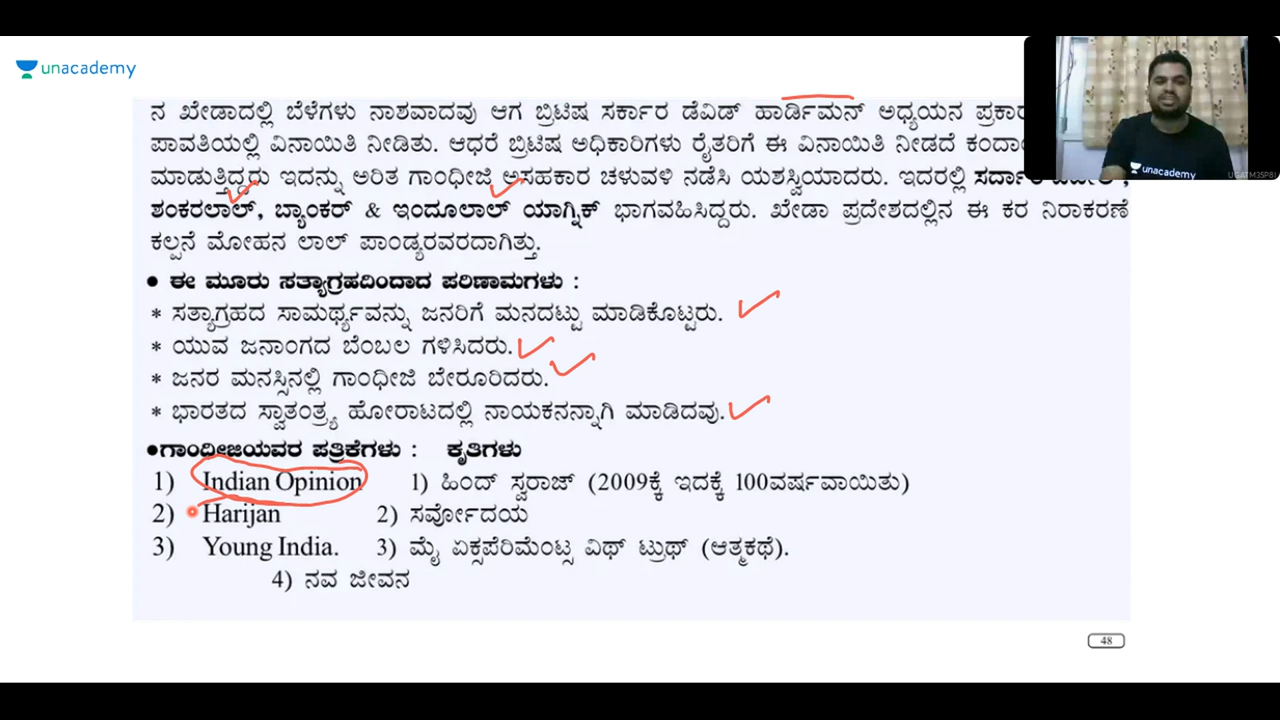 unacademy
ನ ಖೇಡಾದಲ್ಲಿ ಬೆಳೆಗಳು ನಾಶವಾದವು ಆಗ ಬ್ರಿಟಿಷ ಸರ್ಕಾರ ಡೆವಿಡ್ ಹಾರ್ಡಿಮನ್ ಅಧ್ಯಯನ ಪ್ರಕಾ
ಪಾವತಿಯಲ್ಲಿ ವಿನಾಯಿತಿ ನೀಡಿತು. ಆಧರೆ ಬ್ರಿಟಿಷ ಅಧಿಕಾರಿಗಳು ರೈತರಿಗೆ ಈ ವಿನಾಯಿತಿ ನೀಡದೆ ಕಂದಾ
ಮಾಡುತ್ತಿದ್ದರು ಇದನ್ನು ಅರಿತ ಗಾಂಧೀಜಿ ಅಸಹಕಾರ ಚಳುವಳಿ ನಡೆಸಿ ಯಶಸ್ವಿಯಾದರು. ಇದರಲ್ಲಿ
ಶಂಕರಲಾಲ್, ಬ್ಯಾಂಕರ್ & ಇಂದೂಲಾಲ್ ಯಾಗ್ನಿಕ್ ಭಾಗವಹಿಸಿದ್ದರು. ಖೇಡಾ ಪ್ರದೇಶದಲ್ಲಿನ ಈ ಕರ ನಿರಾಕರಣೆ
ಕಲ್ಪನೆ ಮೋಹನ ಲಾಲ್ ಪಾಂಡ್ಯರವರದಾಗಿತ್ತು.
● ಈ ಮೂರು ಸತ್ಯಾಗ್ರಹದಿಂದಾದ ಪರಿಣಾಮಗಳು :
* ಸತ್ಯಾಗ್ರಹದ ಸಾಮರ್ಥ್ಯವನ್ನು ಜನರಿಗೆ ಮನದಟ್ಟು ಮಾಡಿಕೊಟ್ಟರು.
* ಯುವ ಜನಾಂಗದ ಬೆಂಬಲ ಗಳಿಸಿದರು.
* ಜನರ ಮನಸ್ಸಿನಲ್ಲಿ ಗಾಂಧೀಜಿ ಬೇರೂರಿದರು.
* ಭಾರತದ ಸ್ವಾತಂತ್ರ್ಯ ಹೋರಾಟದಲ್ಲಿ ನಾಯಕನನ್ನಾಗಿ ಮಾಡಿದವು.
●ಗಾಂದೀಜಿಯವರ ಪತ್ರಿಕೆಗಳು : ಕೃತಿಗಳು
1) Indian Opinion 1) ಹಿಂದ್ ಸ್ವರಾಜ್ (2009ಕ್ಕೆ ಇದಕ್ಕೆ 100ವರ್ಷವಾಯಿತು)
2) Harijan 2) ಸರ್ವೋದಯ
3) Young India. 3) ಮೈ ಏಕ್ಸಪೆರಿಮೆಂಟ್ಸ ವಿಥ್ ಟ್ರುಥ್ (ಆತ್ಮಕಥೆ).
4) ನವ ಜೀವನ
48
unacademy